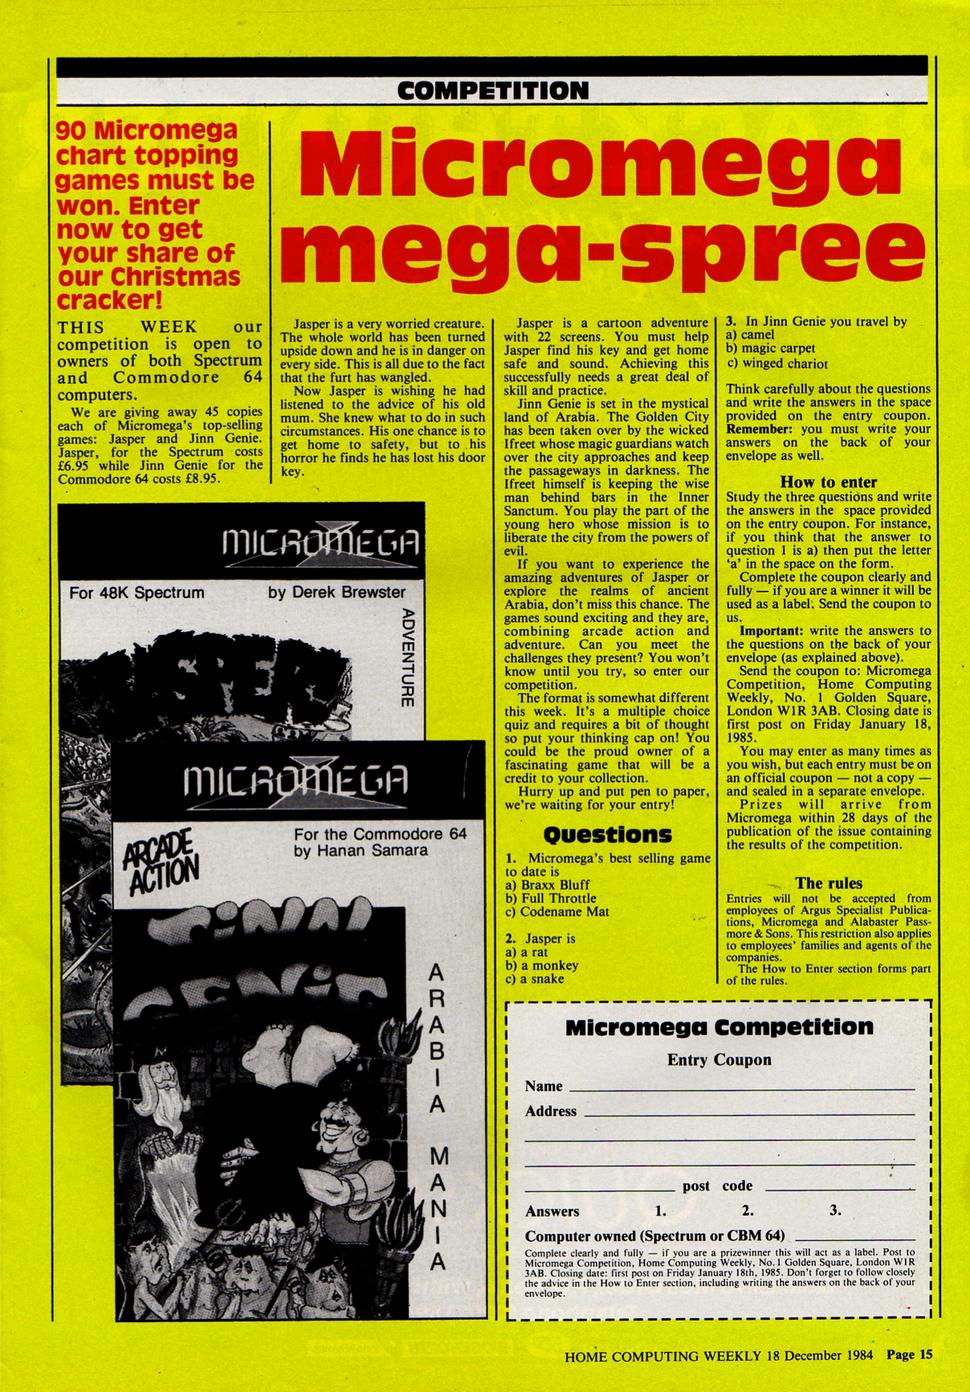 COMPETITION
90 Micromega
chart topping
games must be
won. Enter
now to get
your share of
our Christmas
cracker!
Micromega
mega-spree
THIS WEEK our
competition is open to
owners of both Spectrum
and Commodore 64
computers.
We are giving away 45 copies
each of Micromega's top-selling
games: Jasper and Jinn Genie.
Jasper, for the Spectrum costs
£6.95 while Jinn Genie for the
Commodore 64 costs £8.95.
Jasper is a very worried creature.
The whole world has been turned
upside down and he is in danger on
every side. This is all due to the fact
that the furt has wangled.
Now Jasper is wishing he had
listened to the advice of his old
mum. She knew what to do in such
circumstances. His one chance is to
get home to safety, but to his
horror he finds he has lost his door
key.
MICROMEGA
For 48K Spectrum by Derek Brewster
ADVENTURE
JASPER
MICROMEGA
ARCADE
ACTION
For the Commodore 64
by Hanan Samara
JINN
GENIE
ARABIA MANIA
Jasper is a cartoon adventure
with 22 screens. You must help
Jasper find his key and get home
safe and sound. Achieving this
successfully needs a great deal of
skill and practice.
Jinn Genie is set in the mystical
land of Arabia. The Golden City
has been taken over by the wicked
Ifreet whose magic guardians watch
over the city approaches and keep
the passageways in darkness. The
Ifreet himself is keeping the wise
man behind bars in the Inner
Sanctum. You play the part of the
young hero whose mission is to
liberate the city from the powers of
evil.
If you want to experience the
amazing adventures of Jasper or
explore the realms of ancient
Arabia, don't miss this chance. The
games sound exciting and they are,
combining arcade action and
adventure. Can you meet the
challenges they present? You won't
know until you try, so enter our
competition.
The format is somewhat different
this week. It's a multiple choice
quiz and requires a bit of thought
so put your thinking cap on! You
could be the proud owner of a
fascinating game that will be a
credit to your collection.
Hurry up and put pen to paper,
we're waiting for your entry!
Questions
1. Micromega's best selling game
to date is
a) Braxx Bluff
b) Full Throttle
c) Codename Mat
2. Jasper is
a) a rat
b) a monkey
c) a snake
3. In Jinn Genie you travel by
a) camel
b) magic carpet
c) winged chariot
Think carefully about the questions
and write the answers in the space
provided on the entry coupon.
Remember: you must write your
answers on the back of your
envelope as well.
How to enter
Study the three questions and write
the answers in the space provided
on the entry coupon. For instance,
if you think that the answer to
question 1 is a) then put the letter
'a' in the space on the form.
Complete the coupon clearly and
fully — if you are a winner it will be
used as a label. Send the coupon to
us.
Important: write the answers to
the questions on the back of your
envelope (as explained above).
Send the coupon to: Micromega
Competition, Home Computing
Weekly, No. 1 Golden Square,
London W1R 3AB. Closing date is
first post on Friday January 18,
1985.
You may enter as many times as
you wish, but each entry must be on
an official coupon — not a copy —
and sealed in a separate envelope.
Prizes will arrive from
Micromega within 28 days of the
publication of the issue containing
the results of the competition.
The rules
Entries will not be accepted from
employees of Argus Specialist Publica-
tions, Micromega and Alabaster Pass-
more & Sons. This restriction also applies
to employees' families and agents of the
companies.
The How to Enter section forms part
of the rules.
Micromega Competition
Entry Coupon
Name
Address
post code
Answers 1. 2. 3.
Computer owned (Spectrum or CBM 64)
Complete clearly and fully — if you are a prizewinner this will act as a label. Post to
Micromega Competition, Home Computing Weekly, No.1 Golden Square, London W1R
3AB. Closing date: first post on Friday January 18th, 1985. Don't forget to follow closely
the advice in the How to Enter section, including writing the answers on the back of your
envelope.
HOME COMPUTING WEEKLY 18 December 1984 Page 15